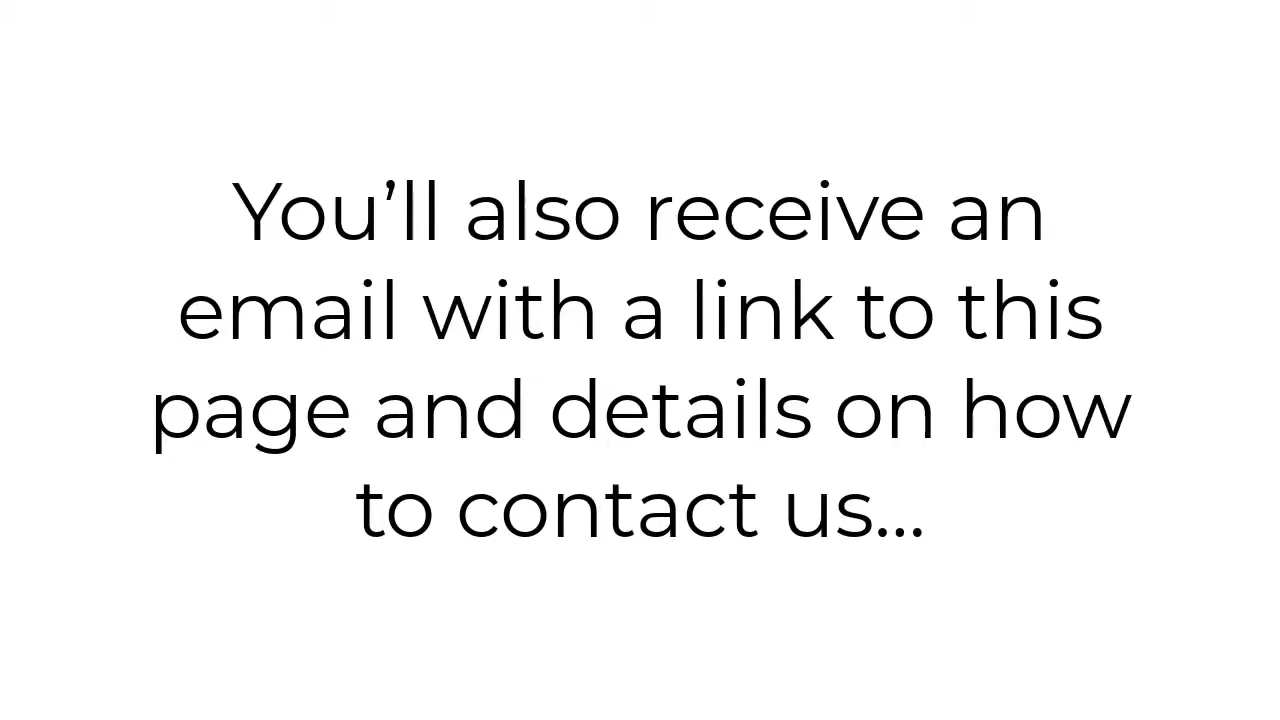 You’ll also receive an
email with a link to this
page and details on how
to contact us...